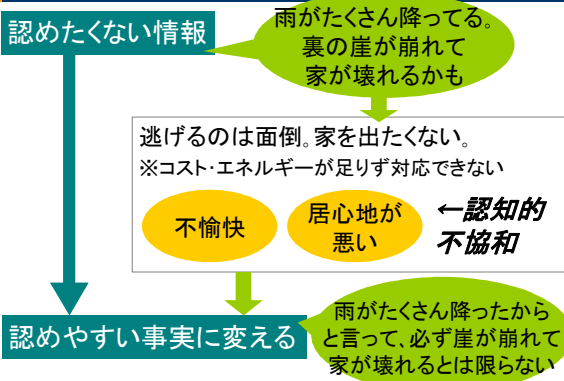 認めたくない情報
雨がたくさん降ってる。
裏の崖が崩れて
家が壊れるかも
逃げるのは面倒。家を出たくない。
※コスト・エネルギーが足りず対応できない
不愉快
居心地が
悪い
←認知的
不協和
認めやすい事実に変える
雨がたくさん降ったから
と言って、必ず崖が崩れて
家が壊れるとは限らない